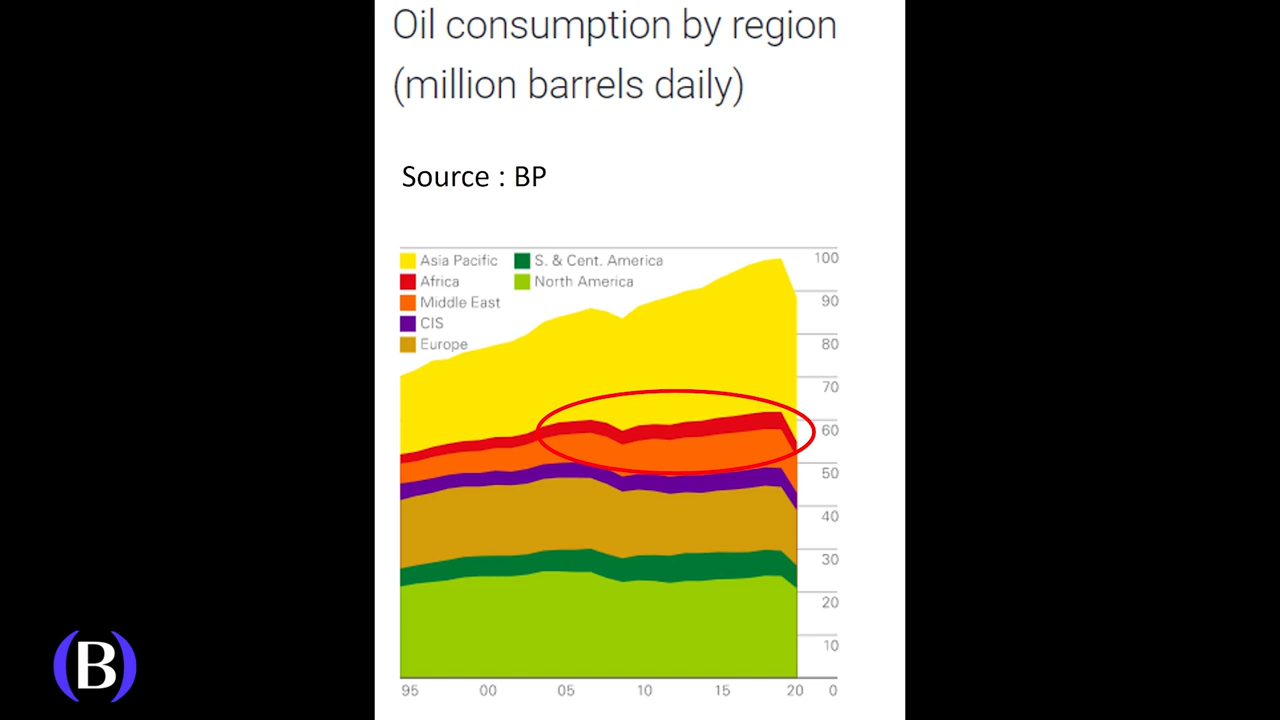 Oil consumption by region
(million barrels daily)
Source : BP
Asia Pacific
S. & Cent. America
Africa
North America
Middle East
CIS
Europe
100
90
80
70
60
50
40
30
20
10
95 00 05 10 15 20 0
(B)